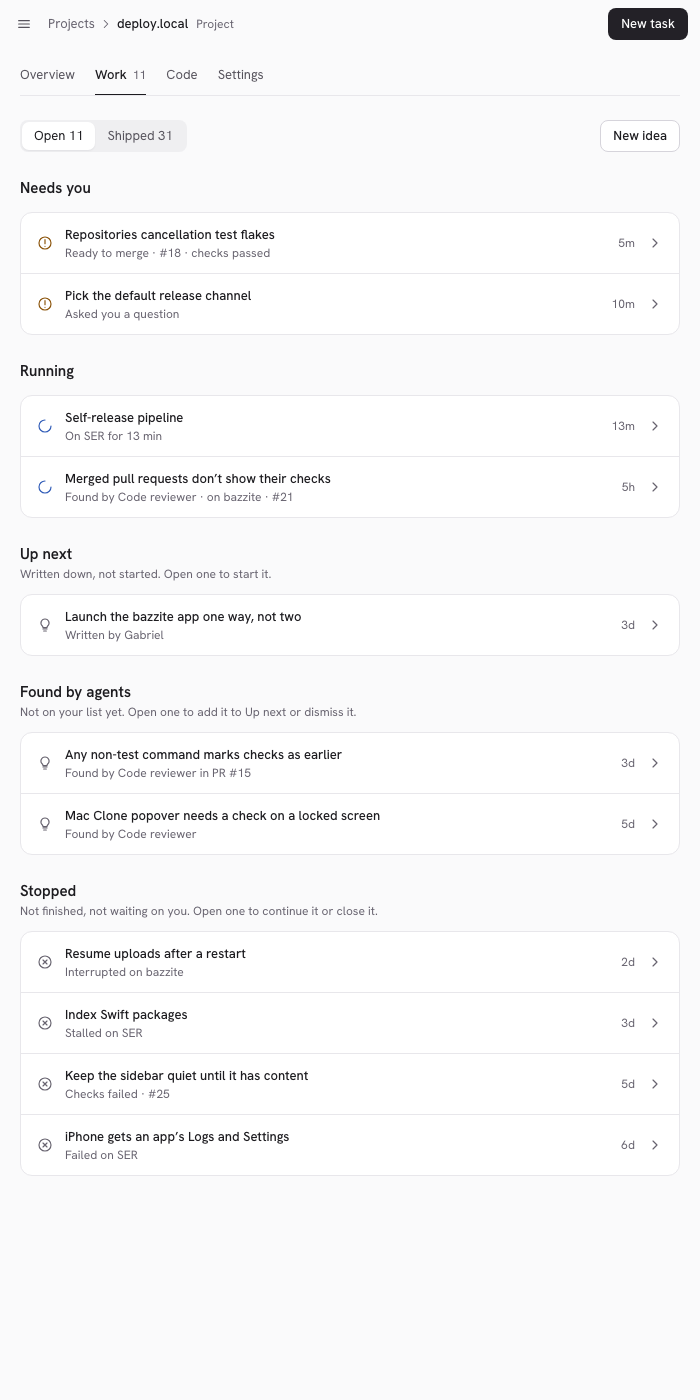 Projects > deploy.local Project
New task
Overview Work 11 Code Settings
Open 11 Shipped 31
New idea
Needs you
Repositories cancellation test flakes
Ready to merge · #18 · checks passed
5m
Pick the default release channel
Asked you a question
10m
Running
Self-release pipeline
On SER for 13 min
13m
Merged pull requests don’t show their checks
Found by Code reviewer · on bazzite · #21
5h
Up next
Written down, not started. Open one to start it.
Launch the bazzite app one way, not two
Written by Gabriel
3d
Found by agents
Not on your list yet. Open one to add it to Up next or dismiss it.
Any non-test command marks checks as earlier
Found by Code reviewer in PR #15
3d
Mac Clone popover needs a check on a locked screen
Found by Code reviewer
5d
Stopped
Not finished, not waiting on you. Open one to continue it or close it.
Resume uploads after a restart
Interrupted on bazzite
2d
Index Swift packages
Stalled on SER
3d
Keep the sidebar quiet until it has content
Checks failed · #25
5d
iPhone gets an app’s Logs and Settings
Failed on SER
6d